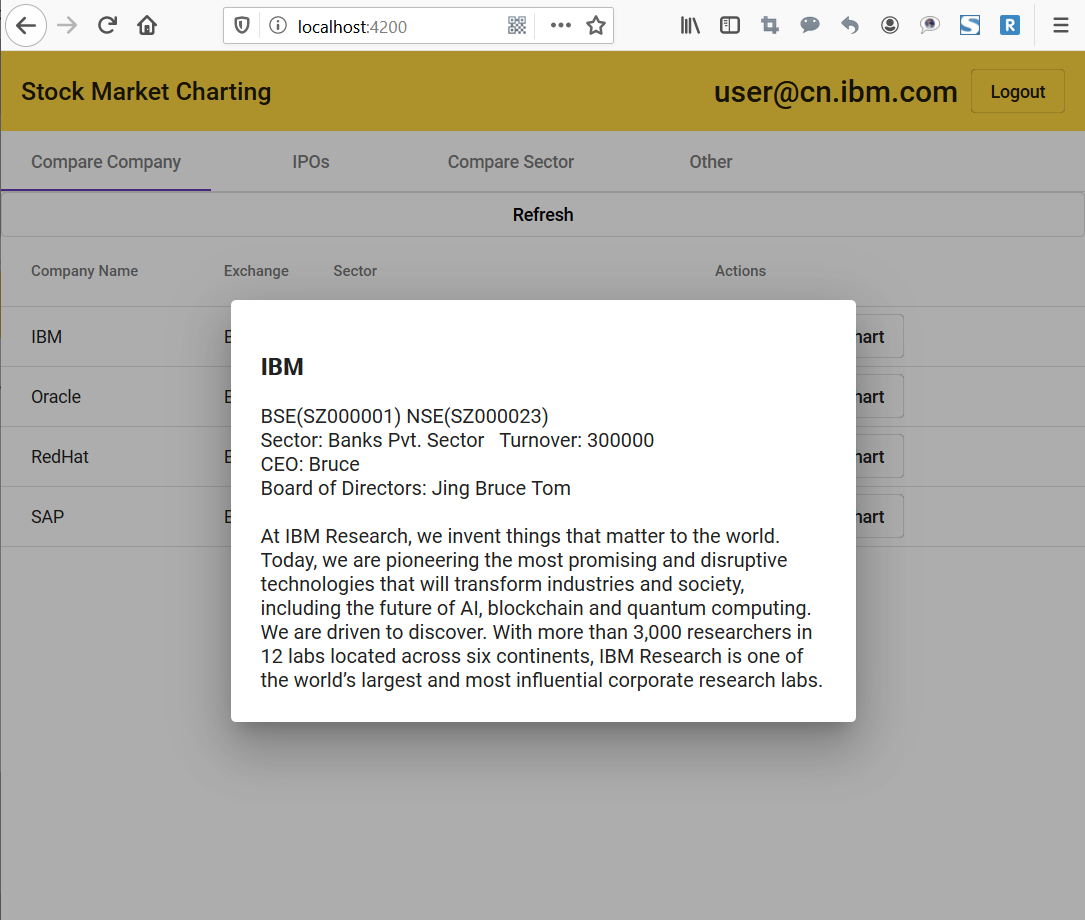 localhost:4200
Stock Market Charting
user@cn.ibm.com
Logout
Compare Company
IPOs
Compare Sector
Other
Refresh
Company Name
Exchange
Sector
Actions
IBM
Oracle
RedHat
SAP
IBM
BSE(SZ000001) NSE(SZ000023)
Sector: Banks Pvt. Sector   Turnover: 300000
CEO: Bruce
Board of Directors: Jing Bruce Tom
At IBM Research, we invent things that matter to the world.
Today, we are pioneering the most promising and disruptive
technologies that will transform industries and society,
including the future of AI, blockchain and quantum computing.
We are driven to discover. With more than 3,000 researchers in
12 labs located across six continents, IBM Research is one of
the world’s largest and most influential corporate research labs.